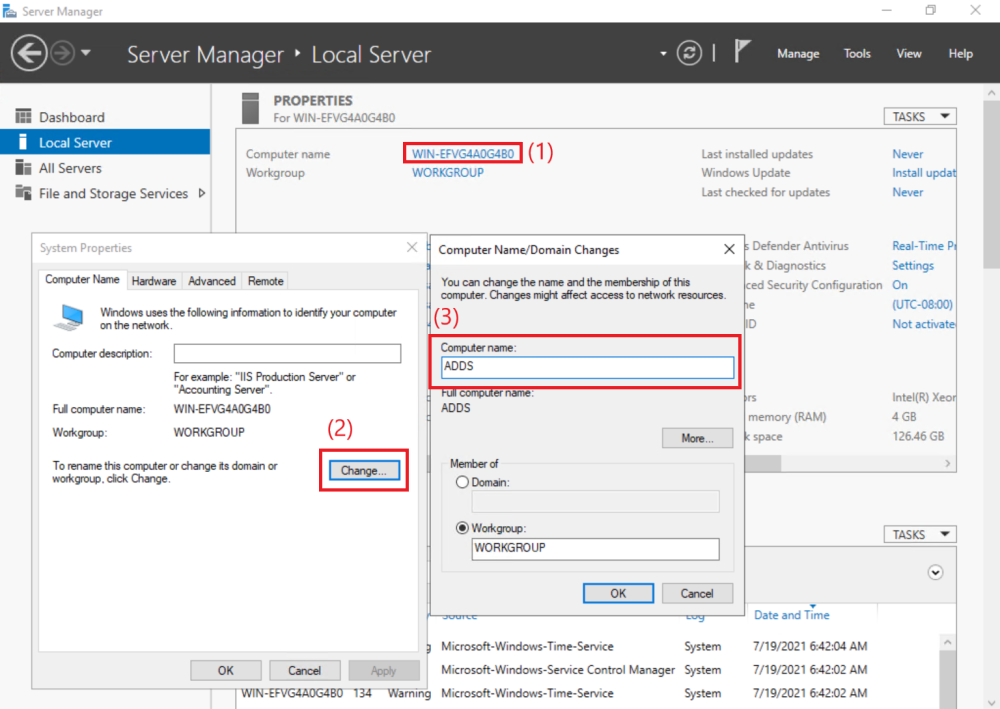 Server Manager
Server Manager ‣ Local Server
Manage Tools View Help
Dashboard
Local Server
All Servers
File and Storage Services
PROPERTIES
For WIN-EFVG4A0G4B0
TASKS
Computer name WIN-EFVG4A0G4B0 (1)
Workgroup WORKGROUP
Last installed updates Never
Windows Update Install updat
Last checked for updates Never
s Defender Antivirus Real-Time Pr
k & Diagnostics Settings
ced Security Configuration On
ne (UTC-08:00)
ID Not activate
ors Intel(R) Xeor
memory (RAM) 4 GB
k space 126.46 GB
System Properties
Computer Name Hardware Advanced Remote
Windows uses the following information to identify your computer
on the network.
Computer description:
For example: "IIS Production Server" or
"Accounting Server".
Full computer name: WIN-EFVG4A0G4B0
Workgroup: WORKGROUP
(2)
To rename this computer or change its domain or
workgroup, click Change.
Change...
OK Cancel Apply
Computer Name/Domain Changes
You can change the name and the membership of this
computer. Changes might affect access to network resources.
(3)
Computer name:
ADDS
Full computer name:
ADDS
More...
Member of
Domain:
Workgroup:
WORKGROUP
OK Cancel
TASKS
Source Log Date and Time
g Microsoft-Windows-Time-Service System 7/19/2021 6:42:04 AM
Microsoft-Windows-Service Control Manager System 7/19/2021 6:42:02 AM
WIN-EFVG4A0G4B0 134 Warning Microsoft-Windows-Time-Service System 7/19/2021 6:42:02 AM